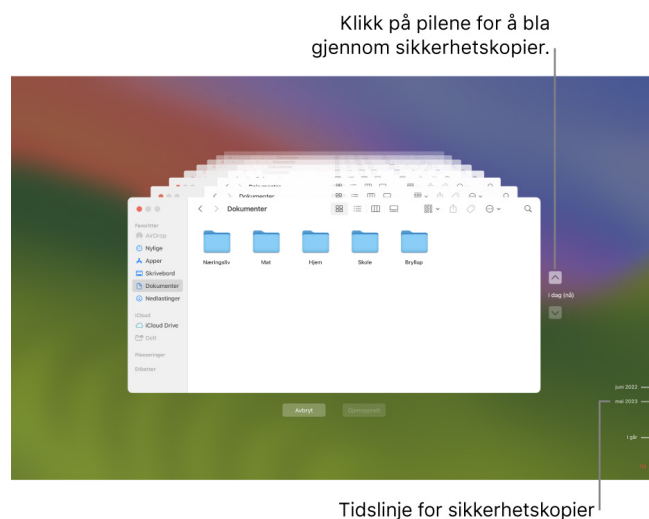 Klikk på pilene for å bla
gjennom sikkerhetskopier.
Dokumenter
Dokumenter
Favoritter
AirDrop
Nylige
Apper
Skrivebord
Dokumenter
Nedlastinger
iCloud
iCloud Drive
Delt
Plasseringer
Etiketter
Næringsliv
Mat
Hjem
Skole
Bryllup
I dag (nå)
Avbryt
Gjenopprett
juni 2022
mai 2023
I går
Nå
Tidslinje for sikkerhetskopier